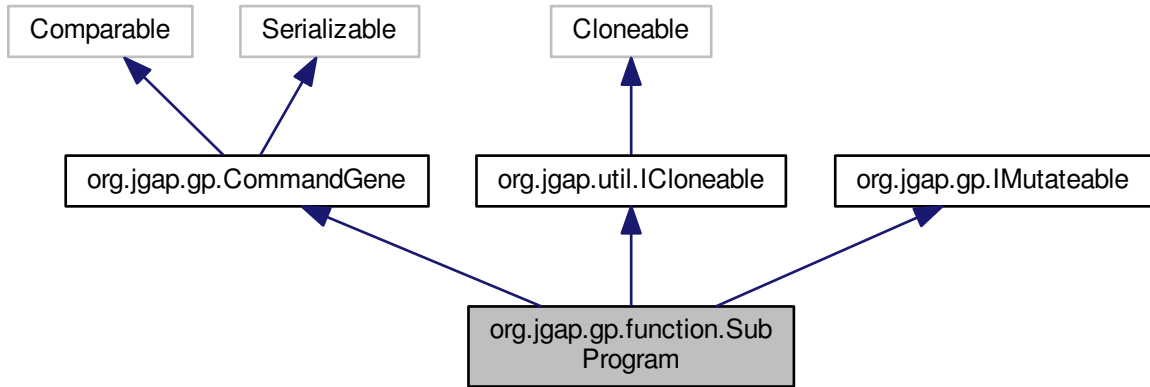 Comparable
Serializable
Cloneable
org.jgap.gp.CommandGene
org.jgap.util.ICloneable
org.jgap.gp.IMutateable
org.jgap.gp.function.Sub
Program